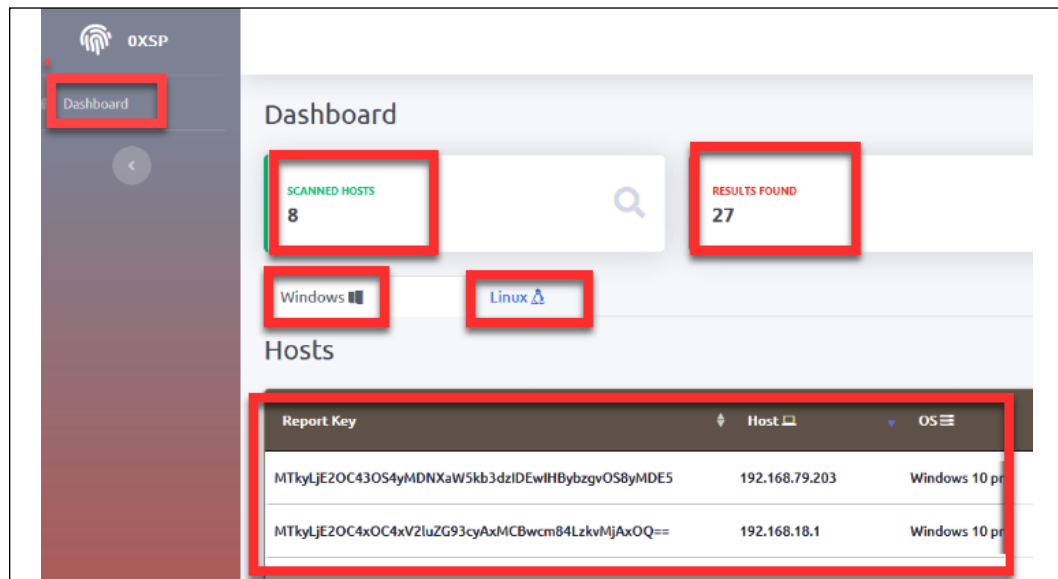 0XSP
Dashboard
Dashboard
SCANNED HOSTS
8
RESULTS FOUND
27
Windows
Linux
Hosts
Report Key Host OS
MTkyLjE2OC43OS4yMDNXaW5kb3dzIDEwIHBybzgvOS8yMDE5 192.168.79.203 Windows 10 pr
MTkyLjE2OC4xOC4xV2luZG93cyAxMCBwcm84LzkvMjAxOQ== 192.168.18.1 Windows 10 pr